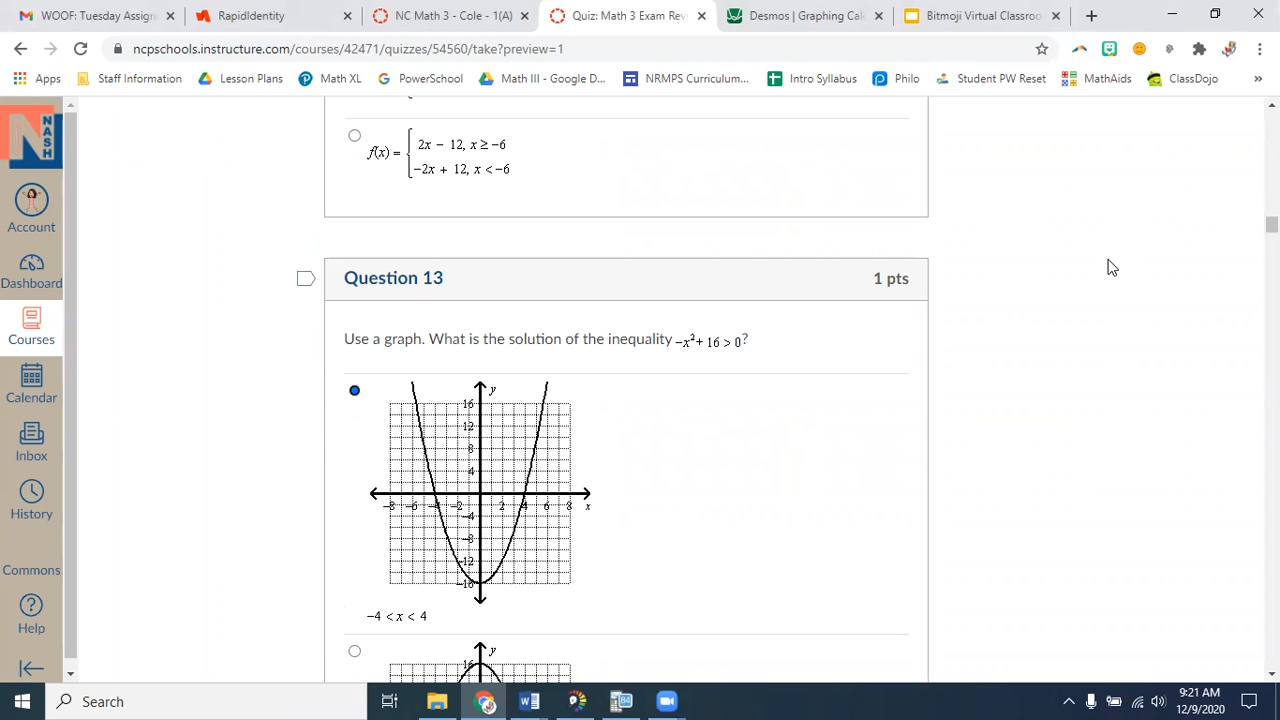 WOOF: Tuesday Assign
RapidIdentity
NC Math 3 - Cole - 1(A)
Quiz: Math 3 Exam Rev
Desmos | Graphing Cal
Bitmoji Virtual Classroo
ncpschools.instructure.com/courses/42471/quizzes/54560/take?preview=1
Apps
Staff Information
Lesson Plans
Math XL
PowerSchool
Math III - Google D...
NRMPS Curriculum...
Intro Syllabus
Philo
Student PW Reset
MathAids
ClassDojo
»
NASH
Account
Dashboard
Courses
Calendar
Inbox
History
Commons
Help
f(x) = { 2x − 12, x ≥ −6
−2x + 12, x < −6
Question 13
1 pts
Use a graph. What is the solution of the inequality −x²+ 16 > 0?
y
16
12
8
4
−8 −6 −4 −2 2 4 6 8 x
−4
−8
−12
−16
−4 < x < 4
y
16
Search
84
9:21 AM
12/9/2020